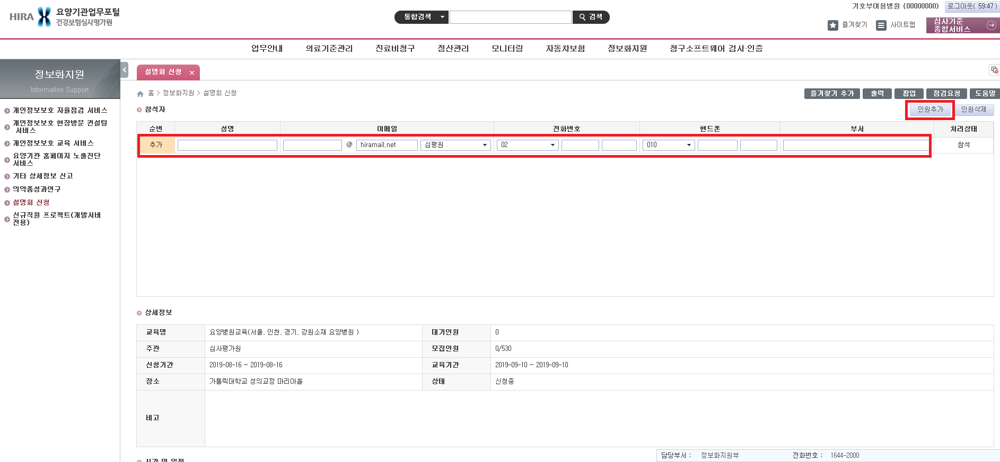 HIRA 요양기관업무포털
건강보험심사평가원
통합검색 검색
기호부여용병원 (00000000) 로그아웃( 59:47)
즐겨찾기 사이트맵 심사기준
종합서비스
업무안내 의료기준관리 진료비청구 정산관리 모니터링 자동차보험 정보화지원 청구소프트웨어 검사·인증
정보화지원
Information Support
개인정보보호 자율점검 서비스
개인정보보호 현장방문 컨설팅
서비스
개인정보보호 교육 서비스
요양기관 홈페이지 노출진단
서비스
기타 상세정보 신고
의약품성과연구
설명회 신청
신규직원 프로젝트(개발서버
전용)
설명회 신청 x
홈 > 정보화지원 > 설명회 신청
즐겨찾기 추가 출력 팝업 점검요청 도움말
참석자
인원추가 인원삭제
순번 성명 이메일 전화번호 핸드폰 부서 처리상태
추가 @ hiramail.net 심평원 02 010 참석
상세정보
교육명 요양병원교육(서울, 인천, 경기, 강원소재 요양병원 ) 대기인원 0
주관 심사평가원 모집인원 0/530
신청기간 2019-08-16 ~ 2019-08-16 교육기간 2019-09-10 ~ 2019-09-10
장소 가톨릭대학교 성의교정 마리아홀 상태 신청중
비고
시간 및 일정
담당부서 : 정보화지원부 전화번호 : 1644-2000